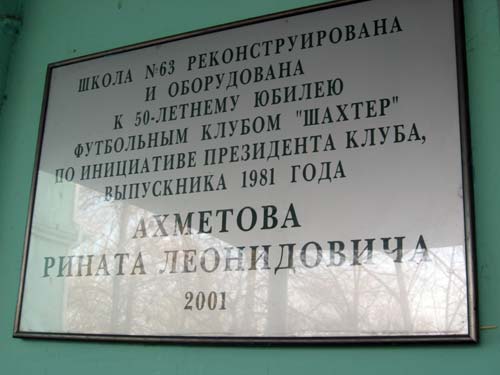 ШКОЛА №63 РЕКОНСТРУИРОВАНА
И ОБОРУДОВАНА
К 50-ЛЕТНЕМУ ЮБИЛЕЮ
ФУТБОЛЬНЫМ КЛУБОМ "ШАХТЕР"
ПО ИНИЦИАТИВЕ ПРЕЗИДЕНТА КЛУБА,
ВЫПУСКНИКА 1981 ГОДА
АХМЕТОВА
РИНАТА ЛЕОНИДОВИЧА
2001